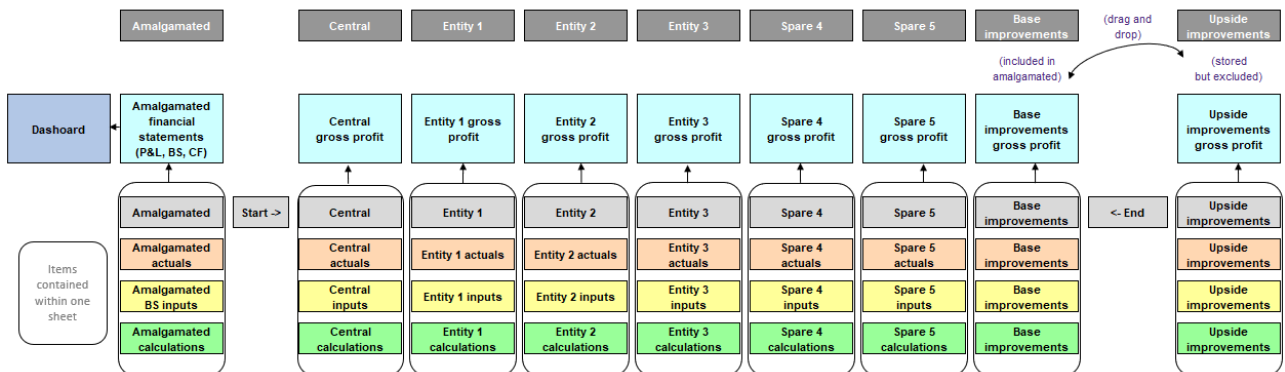 Amalgamated
Central
Entity 1
Entity 2
Entity 3
Spare 4
Spare 5
Base
improvements
(drag and
drop)
Upside
improvements
(included in
amalgamated)
(stored
but excluded)
Dashoard
Amalgamated
financial
statements
(P&L, BS, CF)
Central
gross profit
Entity 1 gross
profit
Entity 2
gross profit
Entity 3
gross profit
Spare 4
gross profit
Spare 5
gross profit
Base
improvements
gross profit
Upside
improvements
gross profit
Amalgamated
Start ->
Central
Entity 1
Entity 2
Entity 3
Spare 4
Spare 5
Base
improvements
<- End
Upside
improvements
Items
contained
within one
sheet
Amalgamated
actuals
Central
actuals
Entity 1 actuals
Entity 2 actuals
Entity 3
actuals
Spare 4
actuals
Spare 5
actuals
Base
improvements
Upside
improvements
Amalgamated
BS inputs
Central
inputs
Entity 1 inputs
Entity 2 inputs
Entity 3
inputs
Spare 4
inputs
Spare 5
inputs
Base
improvements
Upside
improvements
Amalgamated
calculations
Central
calculations
Entity 1
calculations
Entity 2
calculations
Entity 3
calculations
Spare 4
calculations
Spare 5
calculations
Base
improvements
Upside
improvements